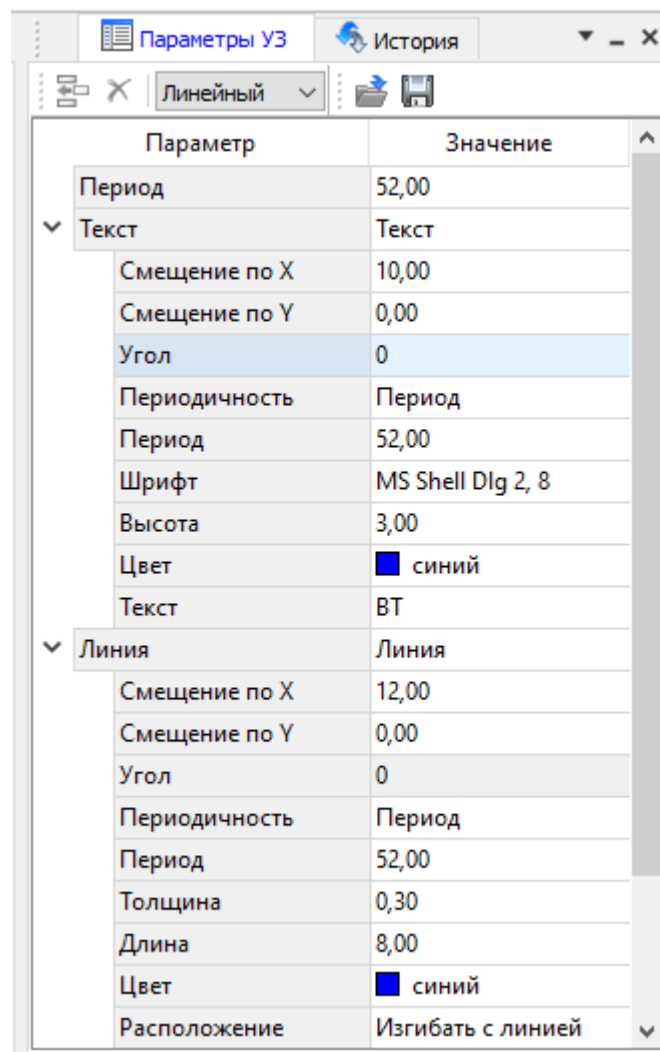 Параметры УЗ История
Линейный
Параметр Значение
Период 52,00
Текст Текст
Смещение по X 10,00
Смещение по Y 0,00
Угол 0
Периодичность Период
Период 52,00
Шрифт MS Shell Dlg 2, 8
Высота 3,00
Цвет синий
Текст ВТ
Линия Линия
Смещение по X 12,00
Смещение по Y 0,00
Угол 0
Периодичность Период
Период 52,00
Толщина 0,30
Длина 8,00
Цвет синий
Расположение Изгибать с линией